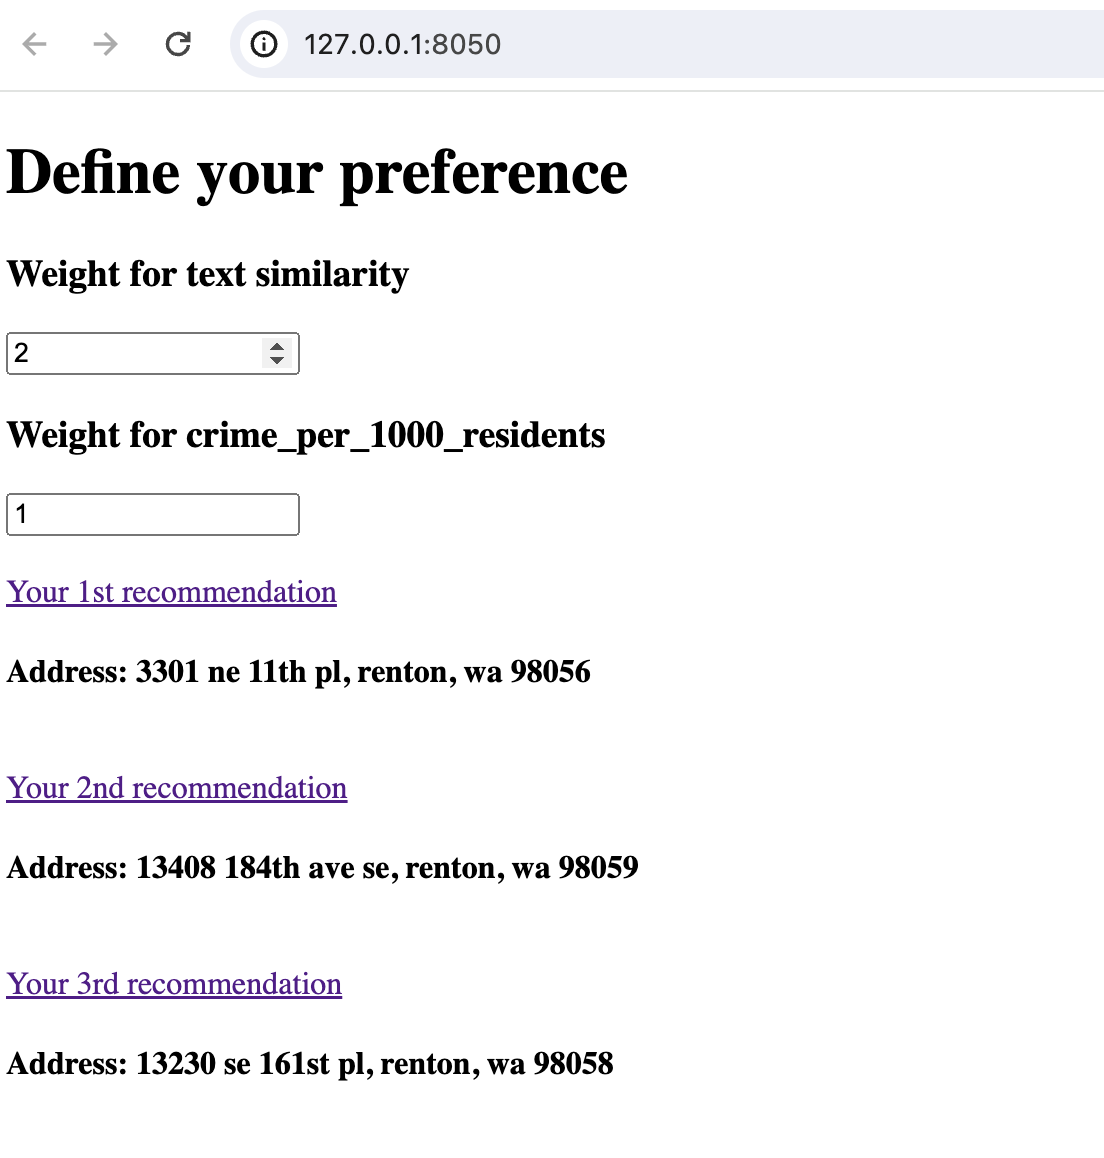 127.0.0.1:8050
Define your preference
Weight for text similarity
2
Weight for crime_per_1000_residents
1
Your 1st recommendation
Address: 3301 ne 11th pl, renton, wa 98056
Your 2nd recommendation
Address: 13408 184th ave se, renton, wa 98059
Your 3rd recommendation
Address: 13230 se 161st pl, renton, wa 98058